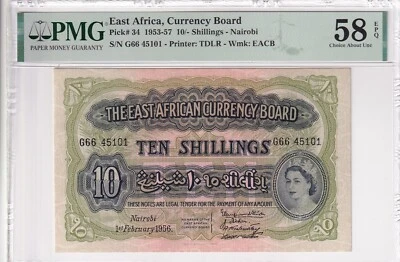 PMG
PAPER MONEY GUARANTY
East Africa, Currency Board
Pick# 34 1953-57 10/- Shillings - Nairobi
S/N G66 45101 - Printer: TDLR - Wmk: EACB
58
EPQ
Choice About Unc
THE EAST AFRICAN CURRENCY BOARD
G66 45101
G66 45101
TEN SHILLINGS
10
THESE NOTES ARE LEGAL TENDER FOR THE PAYMENT OF ANY AMOUNT
Nairobi
1st February 1956.
10
10